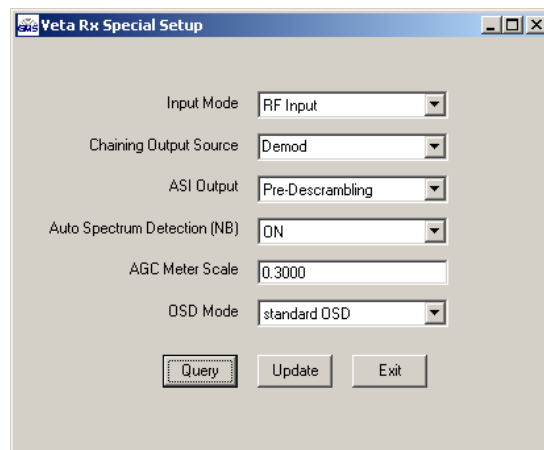 GMS Veta Rx Special Setup
Input Mode RF Input
Chaining Output Source Demod
ASI Output Pre-Descrambling
Auto Spectrum Detection (NB) ON
AGC Meter Scale 0.3000
OSD Mode standard OSD
Query Update Exit